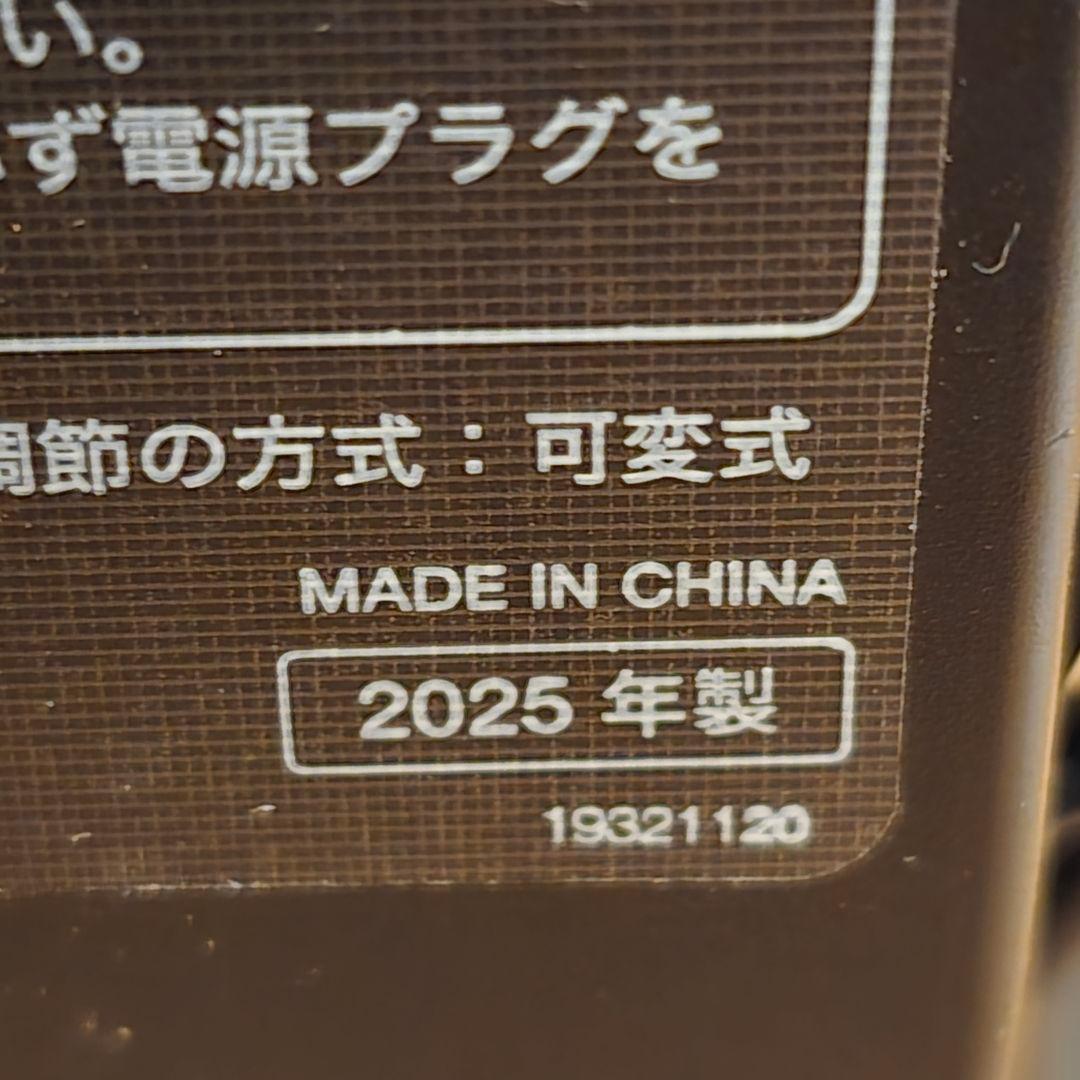 い。
ず電源プラグを
調節の方式：可変式
MADE IN CHINA
2025 年製
19321120